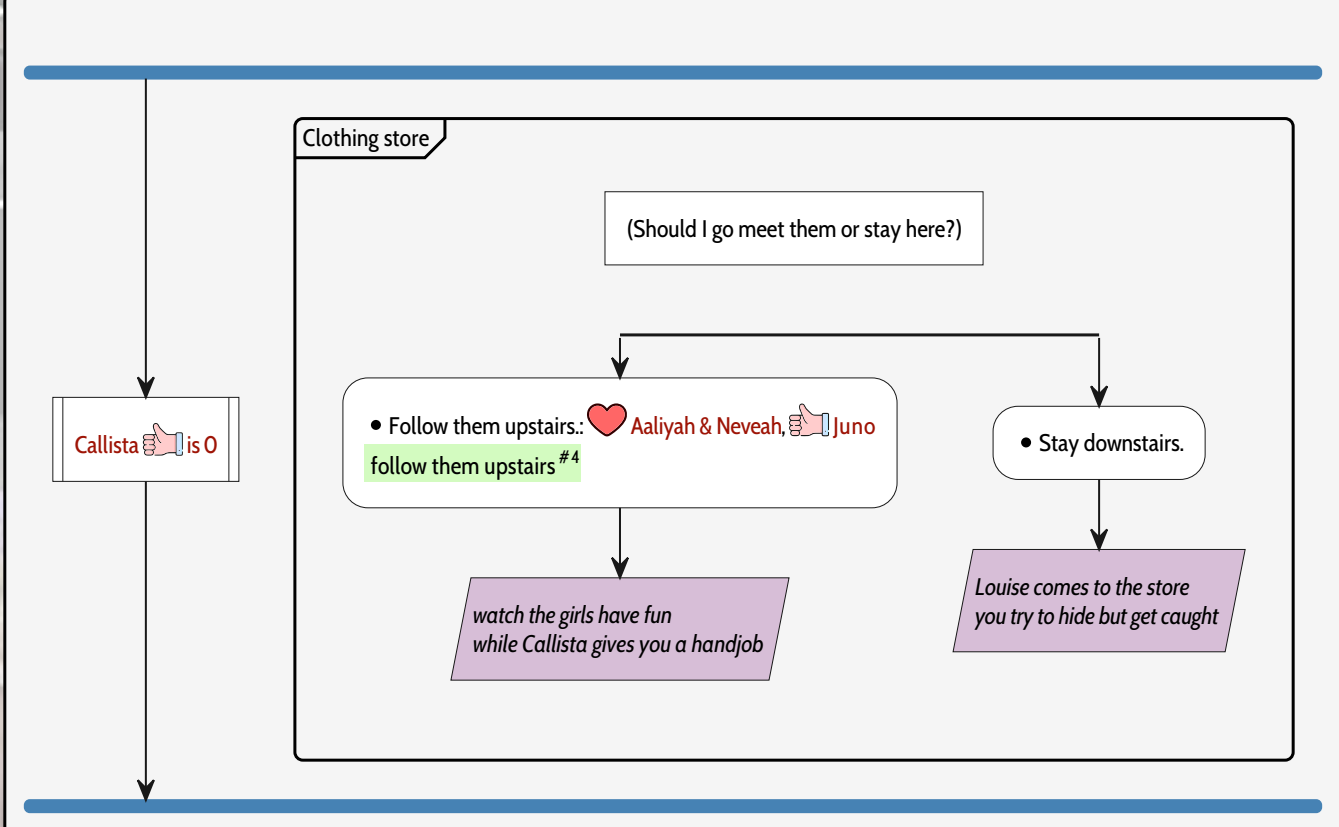 Clothing store
(Should I go meet them or stay here?)
Callista is 0
• Follow them upstairs.: Aaliyah & Neveah, Juno
follow them upstairs #4
• Stay downstairs.
watch the girls have fun
while Callista gives you a handjob
Louise comes to the store
you try to hide but get caught